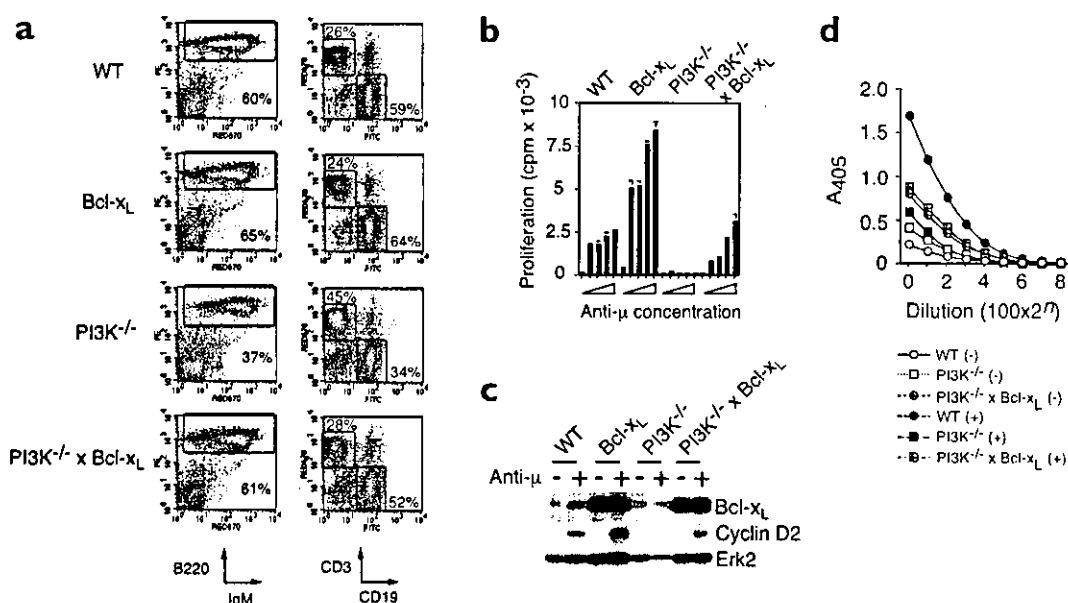 a
WT
60%
26%
59%
Bcl-xL
65%
24%
64%
PI3K-/-
37%
45%
34%
PI3K-/- x Bcl-xL
61%
28%
52%
RED670
FITC
B220
IgM
CD3
CD19
b
WT
Bcl-xL
PI3K-/-
PI3K-/- x Bcl-xL
Proliferation (cpm x 10-3)
10
7.5
5
2.5
0
Anti-μ concentration
c
WT
Bcl-xL
PI3K-/-
PI3K-/- x Bcl-xL
Anti-μ - + - + - + - +
Bcl-xL
Cyclin D2
Erk2
d
A405
2.0
1.5
1.0
0.5
0
0 2 4 6 8
Dilution (100x2n)
WT (-)
PI3K-/- (-)
PI3K-/- x Bcl-xL (-)
WT (+)
PI3K-/- (+)
PI3K-/- x Bcl-xL (+)